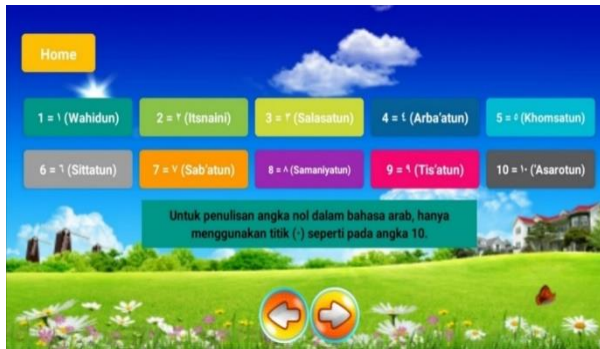 Home
1 = ١ (Wahidun)
2 = ٢ (Itsnaini)
3 = ٣ (Salasatun)
4 = ٤ (Arba'atun)
5 = ٥ (Khomsatun)
6 = ٦ (Sittatun)
7 = ٧ (Sab'atun)
8 = ٨ (Samaniyatun)
9 = ٩ (Tis'atun)
10 = ١٠ ('Asarotun)
Untuk penulisan angka nol dalam bahasa arab, hanya
menggunakan titik (٠) seperti pada angka 10.